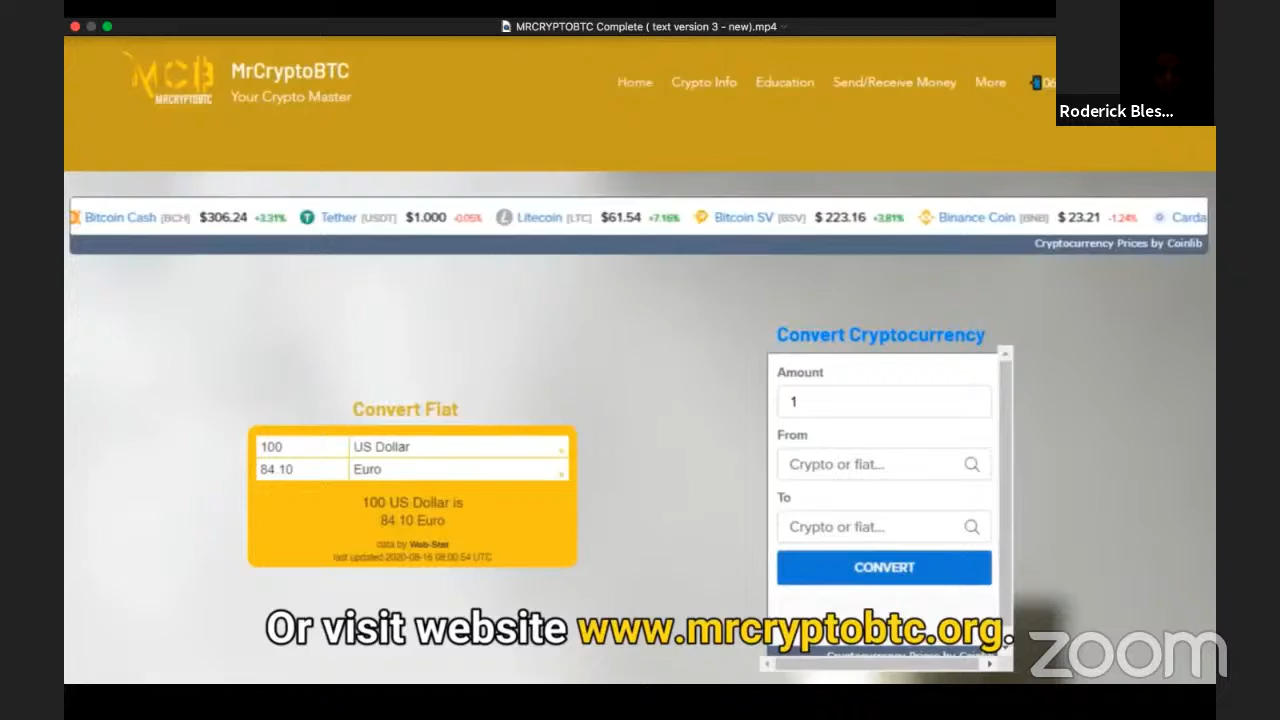 MRCRYPTOBTC Complete ( text version 3 - new).mp4
MCB
MRCRYPTOBTC
MrCryptoBTC
Your Crypto Master
Home Crypto Info Education Send/Receive Money More 06
Roderick Bles...
Bitcoin Cash [BCH] $306.24 +3.31% Tether [USDT] $1.000 -0.05% Litecoin [LTC] $61.54 +7.16% Bitcoin SV [BSV] $ 223.16 +3.81% Binance Coin [BNB] $ 23.21 -1.24% Carda
Cryptocurrency Prices by Coinlib
Convert Fiat
100 US Dollar
84.10 Euro
100 US Dollar is
84.10 Euro
data by Web-Stat
last updated:2020-08-16 08:00:54 UTC
Convert Cryptocurrency
Amount
1
From
Crypto or fiat...
To
Crypto or fiat...
CONVERT
Cryptocurrency Prices by Coinlib
Or visit website www.mrcryptobtc.org.
zoom